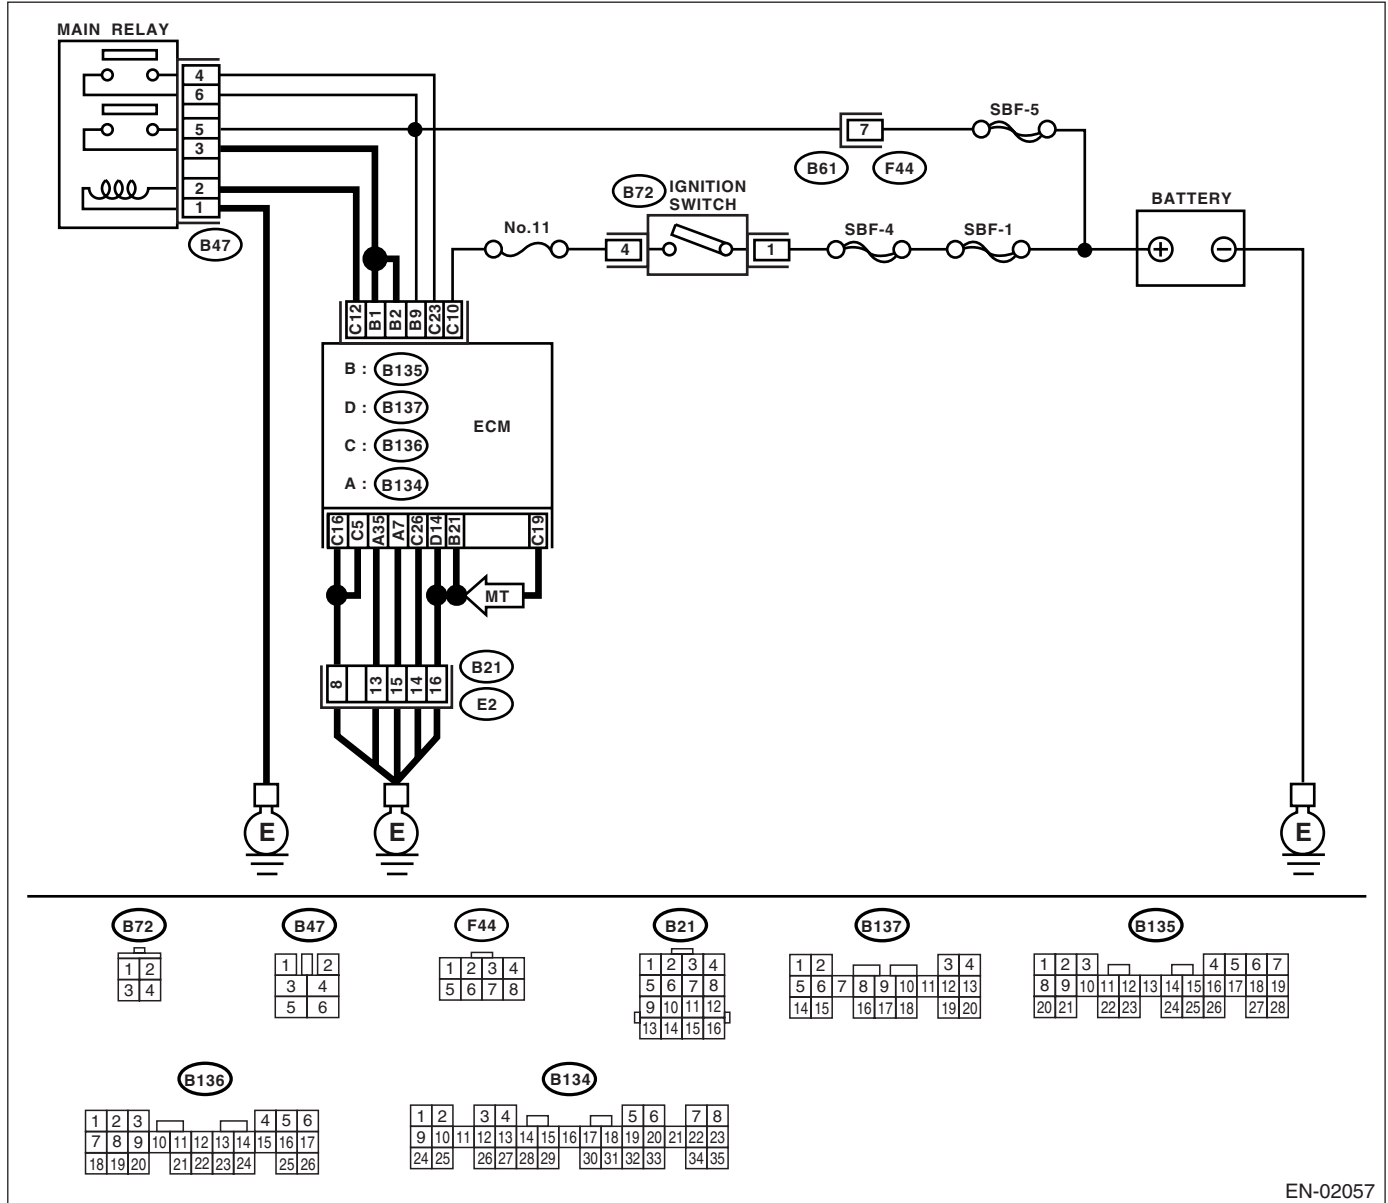 MAIN RELAY
4
6
5
3
2
1
B47
SBF-5
7
B61
F44
B72
IGNITION
SWITCH
BATTERY
No.11
4
1
SBF-4
SBF-1
+
−
C12
B1
B2
B9
C23
C10
B : B135
D : B137
C : B136
A : B134
ECM
C16
C5
A35
A7
C26
D14
B21
C19
MT
8
13
15
14
16
B21
E2
E
E
E
B72
1 2
3 4
B47
1 2
3 4
5 6
F44
1 2 3 4
5 6 7 8
B21
1 2 3 4
5 6 7 8
9 10 11 12
13 14 15 16
B137
1 2 3 4
5 6 7 8 9 10 11 12 13
14 15 16 17 18 19 20
B135
1 2 3 4 5 6 7
8 9 10 11 12 13 14 15 16 17 18 19
20 21 22 23 24 25 26 27 28
B136
1 2 3 4 5 6
7 8 9 10 11 12 13 14 15 16 17
18 19 20 21 22 23 24 25 26
B134
1 2 3 4 5 6 7 8
9 10 11 12 13 14 15 16 17 18 19 20 21 22 23
24 25 26 27 28 29 30 31 32 33 34 35
EN-02057